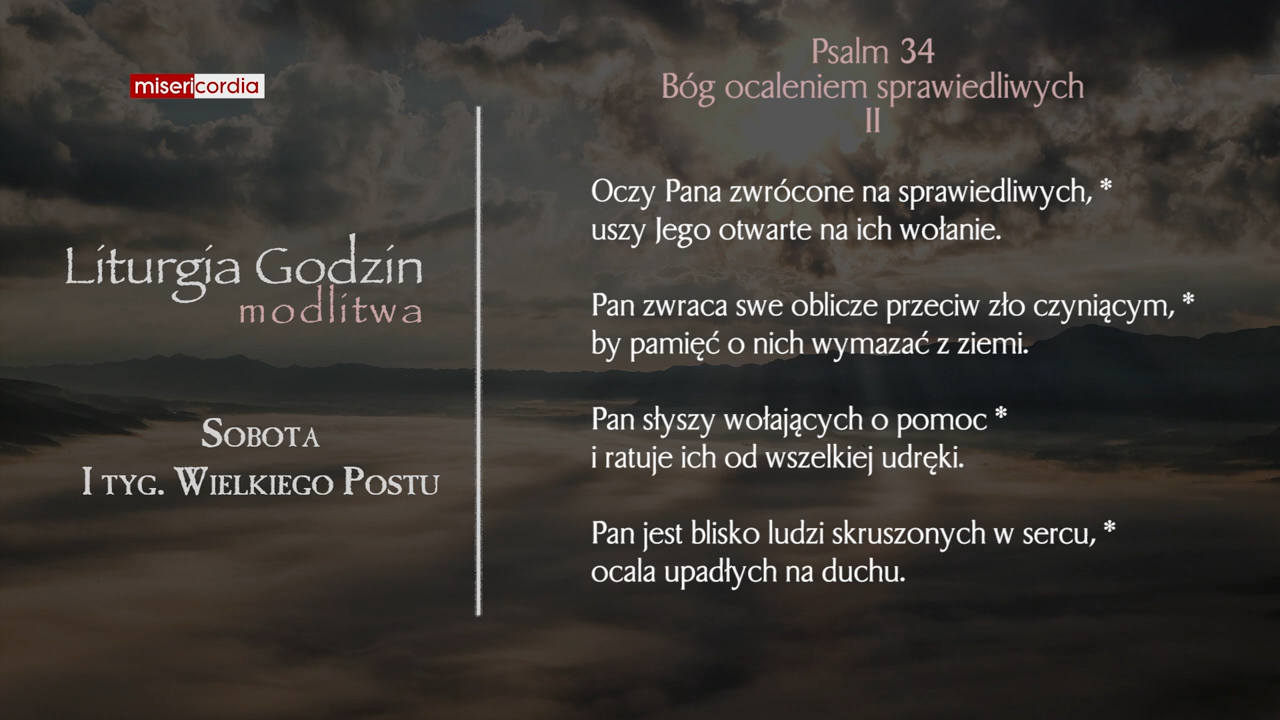 misericordia
Liturgia Godzin
modlitwa
Sobota
I tyg. Wielkiego Postu
Psalm 34
Bóg ocaleniem sprawiedliwych
II
Oczy Pana zwrócone na sprawiedliwych, *
uszy Jego otwarte na ich wołanie.
Pan zwraca swe oblicze przeciw zło czyniącym, *
by pamięć o nich wymazać z ziemi.
Pan słyszy wołających o pomoc *
i ratuje ich od wszelkiej udręki.
Pan jest blisko ludzi skruszonych w sercu, *
ocala upadłych na duchu.